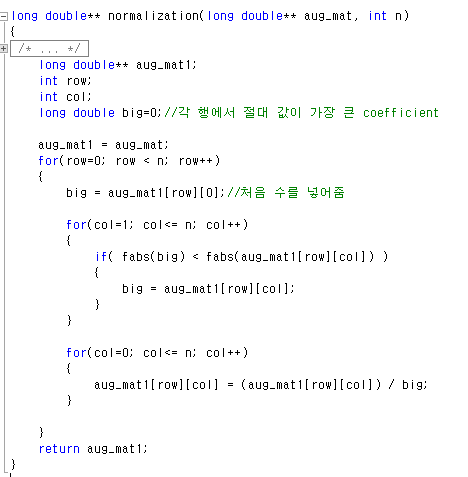 long double** normalization(long double** aug_mat, int n)
{
/* ... */
long double** aug_mat1;
int row;
int col;
long double big=0;//각 행에서 절대 값이 가장 큰 coefficient
aug_mat1 = aug_mat;
for(row=0; row < n; row++)
{
big = aug_mat1[row][0];//처음 수를 넣어줌
for(col=1; col<= n; col++)
{
if( fabs(big) < fabs(aug_mat1[row][col]) )
{
big = aug_mat1[row][col];
}
}
for(col=0; col<= n; col++)
{
aug_mat1[row][col] = (aug_mat1[row][col]) / big;
}
}
return aug_mat1;
}